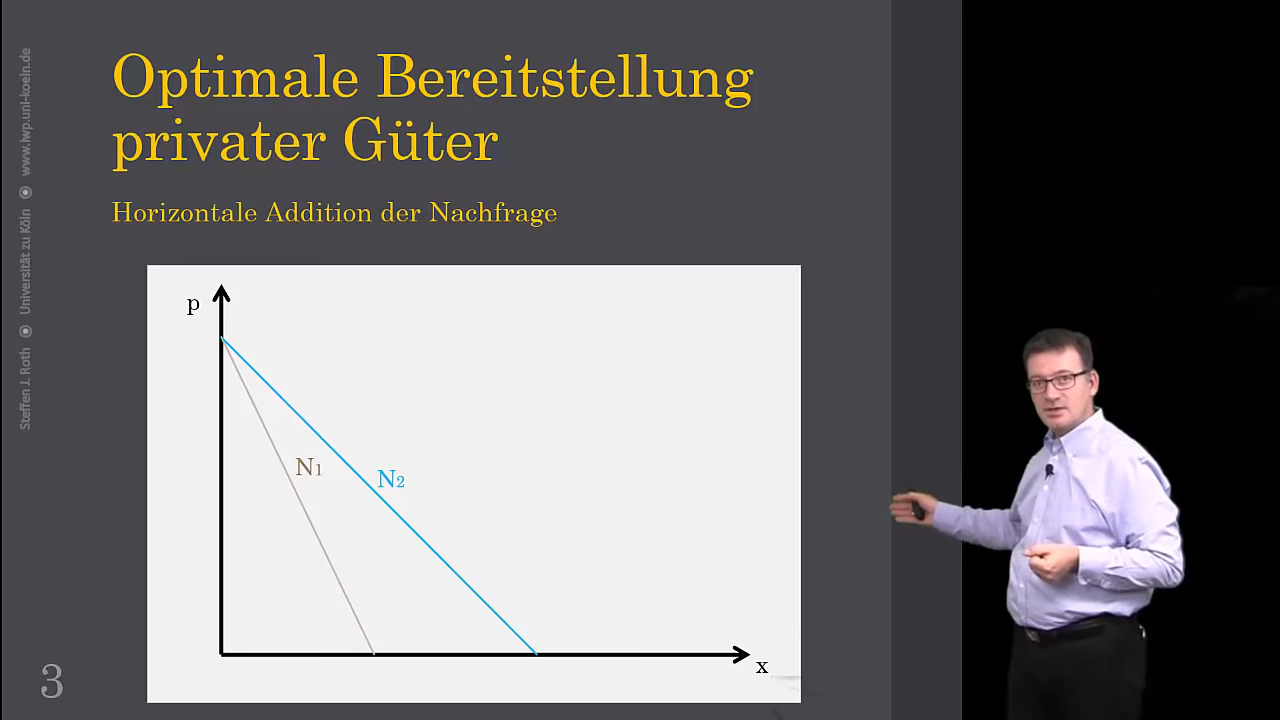 Optimale Bereitstellung
privater Güter
Horizontale Addition der Nachfrage
p
N1
N2
x
3
Steffen J. Roth ◉ Universität zu Köln ◉ www.iwp.uni-koeln.de